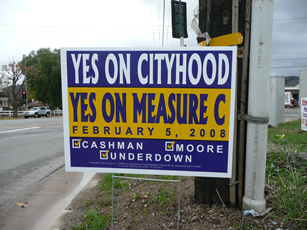 YES ON CITYHOOD
YES ON MEASURE C
FEBRUARY 5, 2008
CASHMAN MOORE
UNDERDOWN